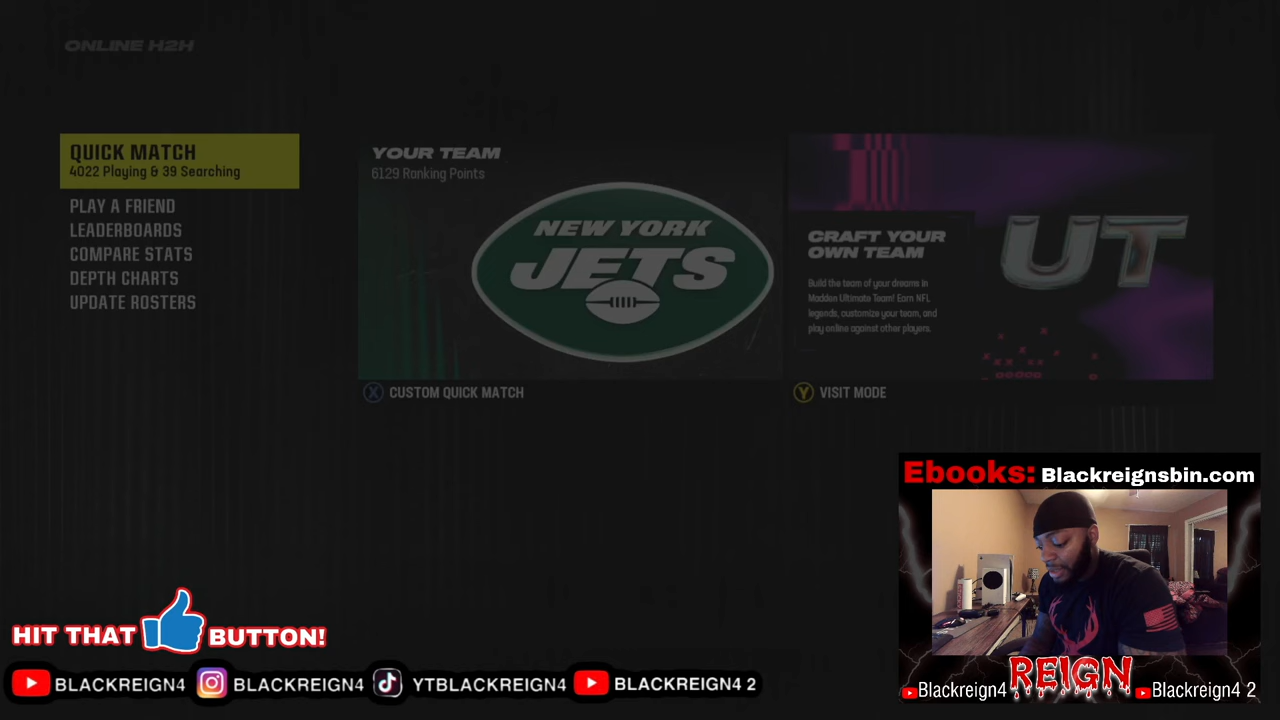 ONLINE H2H
QUICK MATCH
4022 Playing & 39 Searching
PLAY A FRIEND
LEADERBOARDS
COMPARE STATS
DEPTH CHARTS
UPDATE ROSTERS
YOUR TEAM
6129 Ranking Points
NEW YORK
JETS
X CUSTOM QUICK MATCH
CRAFT YOUR
OWN TEAM
Build the team of your dreams in
Madden Ultimate Team! Earn NFL
legends, customize your team, and
play online against other players.
UT
Y VISIT MODE
Ebooks: Blackreignsbin.com
REIGN
Blackreign4
Blackreign4 2
HIT THAT BUTTON!
BLACKREIGN4
BLACKREIGN4
YTBLACKREIGN4
BLACKREIGN4 2